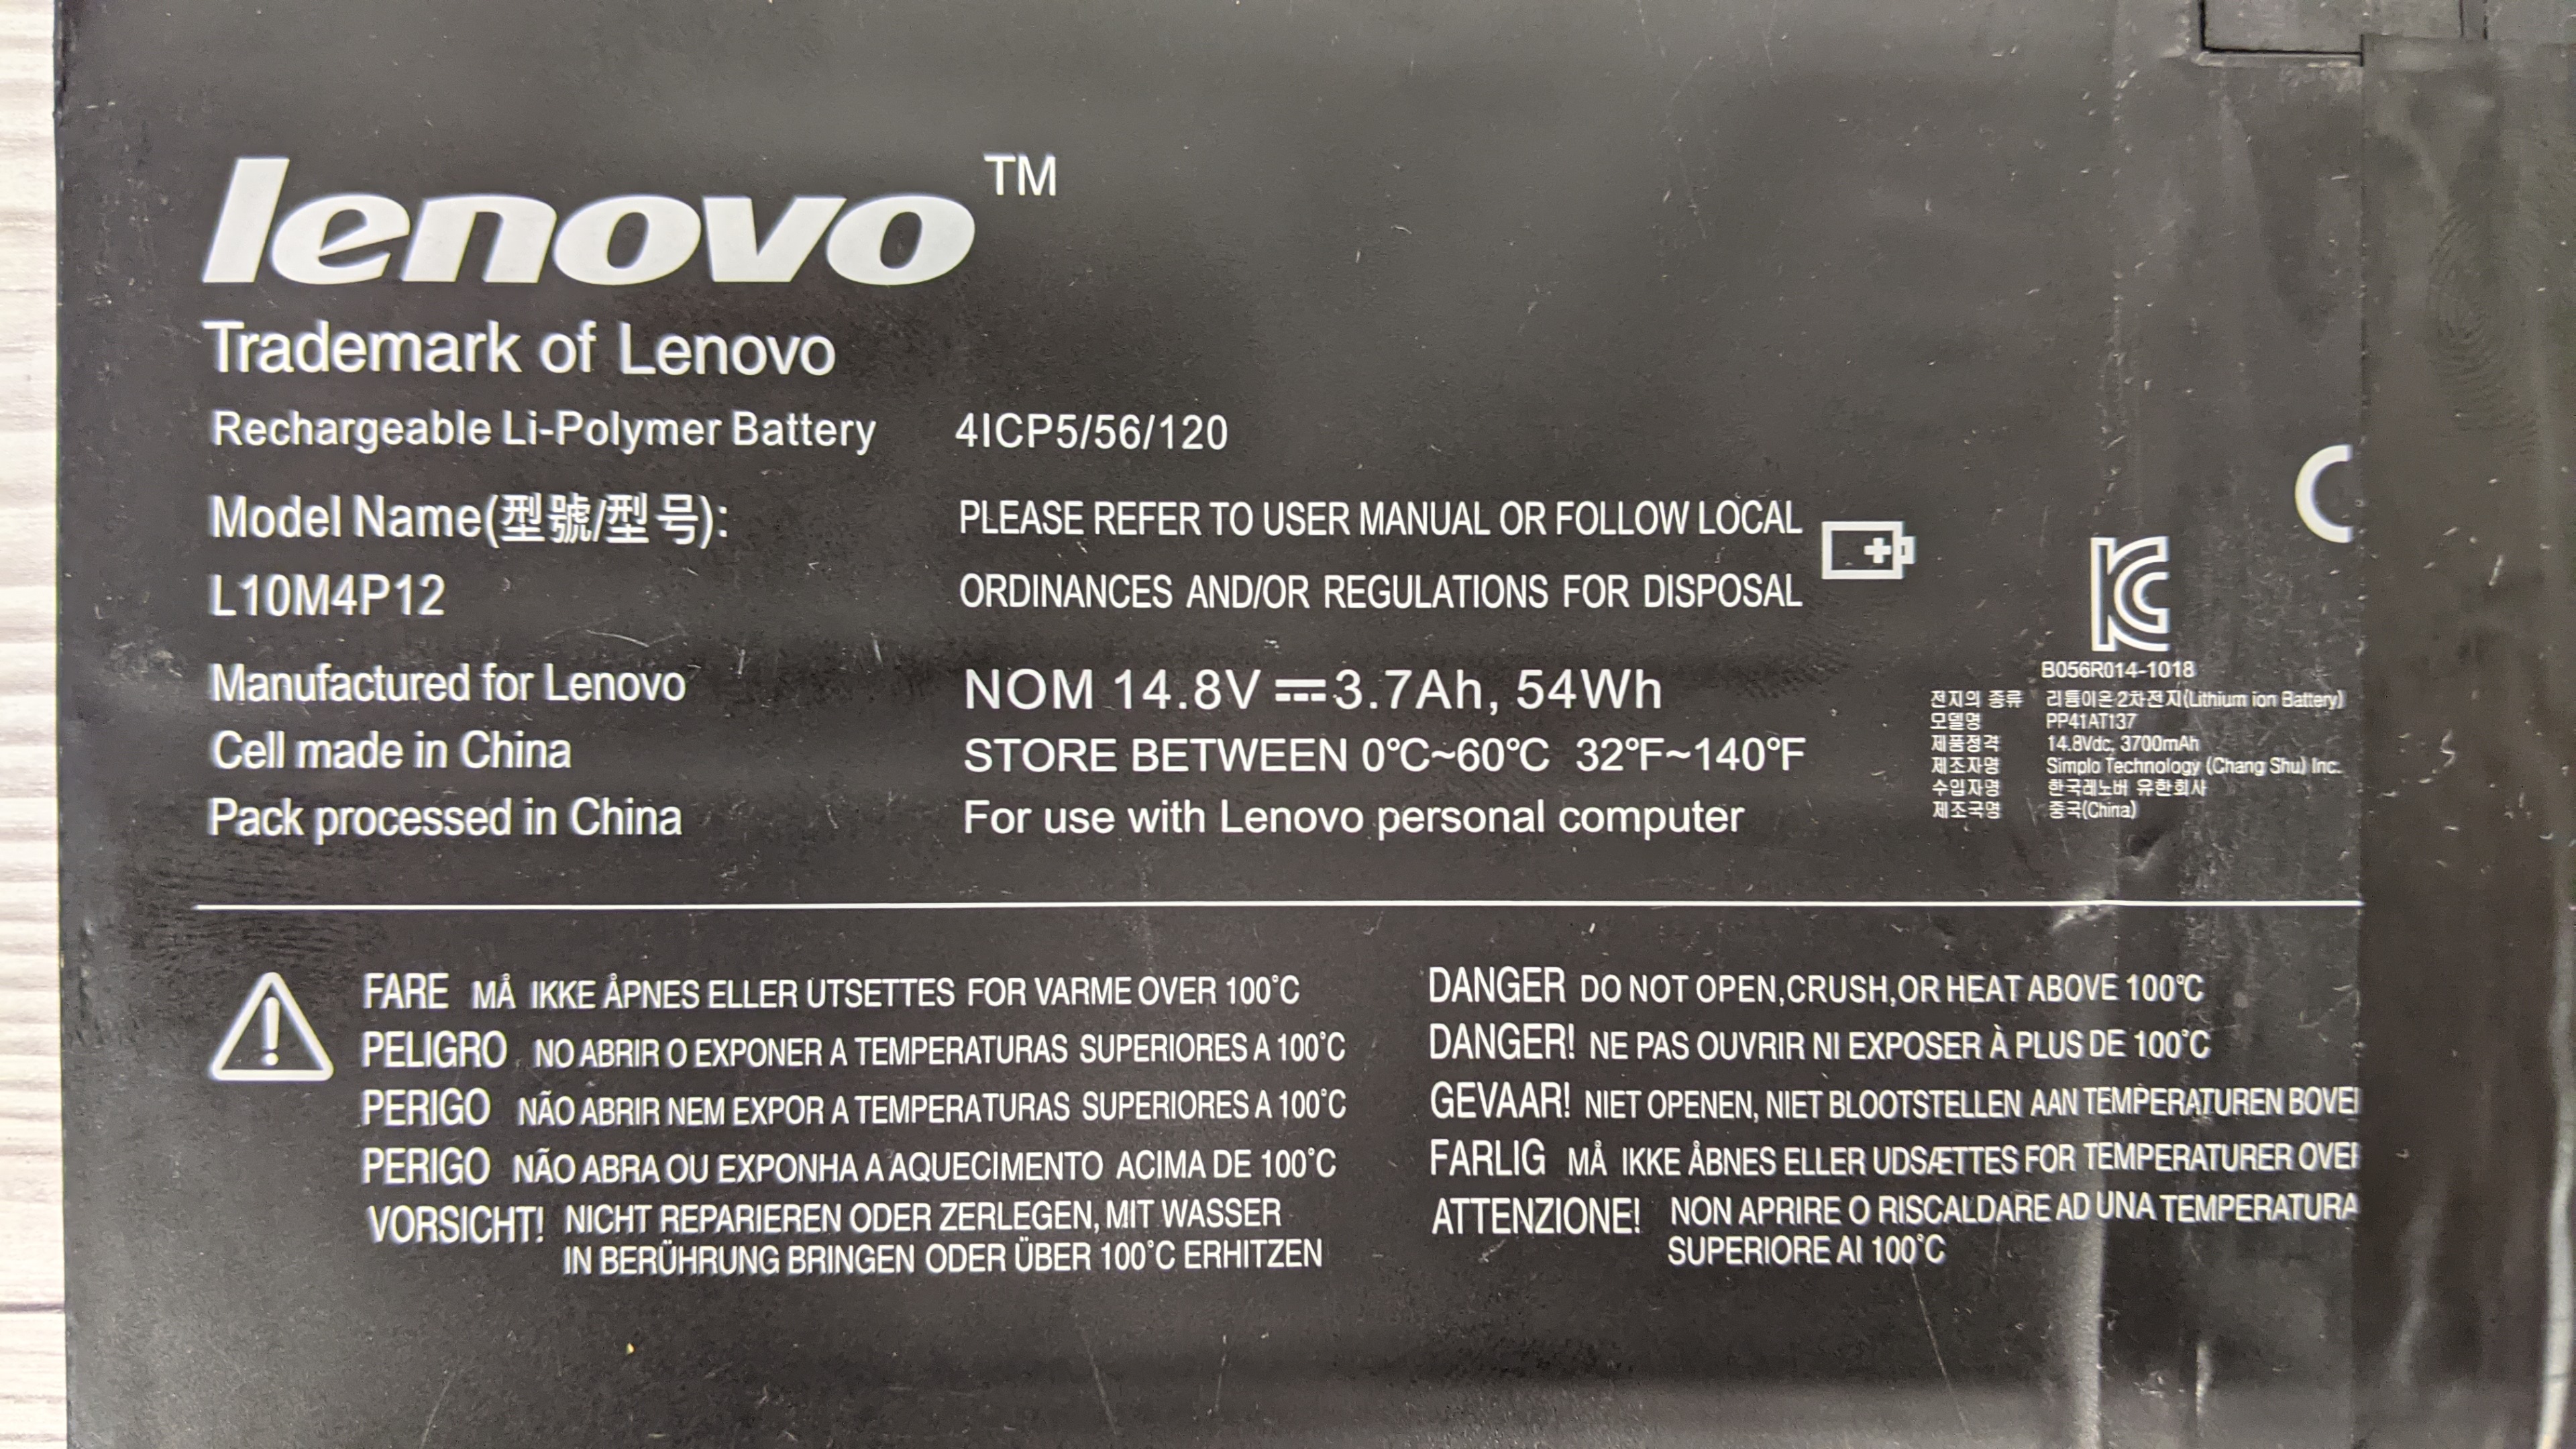 lenovo TM
Trademark of Lenovo
Rechargeable Li-Polymer Battery 4ICP5/56/120
Model Name(型號/型号):
L10M4P12
Manufactured for Lenovo
Cell made in China
Pack processed in China
PLEASE REFER TO USER MANUAL OR FOLLOW LOCAL
ORDINANCES AND/OR REGULATIONS FOR DISPOSAL
NOM 14.8V ⎓ 3.7Ah, 54Wh
STORE BETWEEN 0℃~60℃ 32℉~140℉
For use with Lenovo personal computer
B056R014-1018
전지의 종류 리튬이온2차전지(Lithium ion Battery)
모델명 PP41AT137
제품정격 14.8Vdc, 3700mAh
제조자명 Simplo Technology (Chang Shu) Inc.
수입자명 한국레노버 유한회사
제조국명 중국(China)
FARE MÅ IKKE ÅPNES ELLER UTSETTES FOR VARME OVER 100°C
PELIGRO NO ABRIR O EXPONER A TEMPERATURAS SUPERIORES A 100°C
PERIGO NÃO ABRIR NEM EXPOR A TEMPERATURAS SUPERIORES A 100°C
PERIGO NÃO ABRA OU EXPONHA A AQUECIMENTO ACIMA DE 100°C
VORSICHT! NICHT REPARIEREN ODER ZERLEGEN, MIT WASSER
IN BERÜHRUNG BRINGEN ODER ÜBER 100°C ERHITZEN
DANGER DO NOT OPEN,CRUSH,OR HEAT ABOVE 100℃
DANGER! NE PAS OUVRIR NI EXPOSER À PLUS DE 100°C
GEVAAR! NIET OPENEN, NIET BLOOTSTELLEN AAN TEMPERATUREN BOVE
FARLIG MÅ IKKE ÅBNES ELLER UDSÆTTES FOR TEMPERATURER OVER
ATTENZIONE! NON APRIRE O RISCALDARE AD UNA TEMPERATURA
SUPERIORE AI 100°C